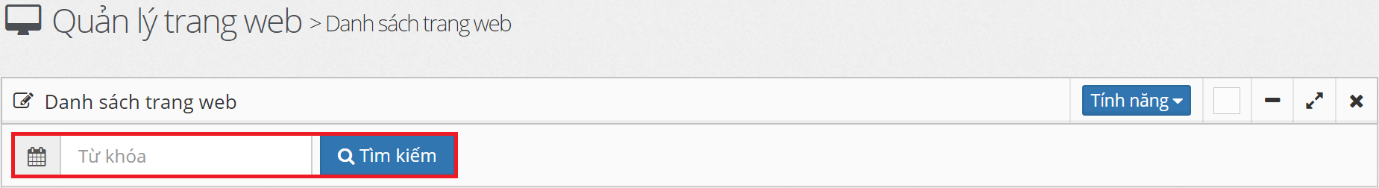 Quản lý trang web > Danh sách trang web
Danh sách trang web Tính năng
Từ khóa Tìm kiếm